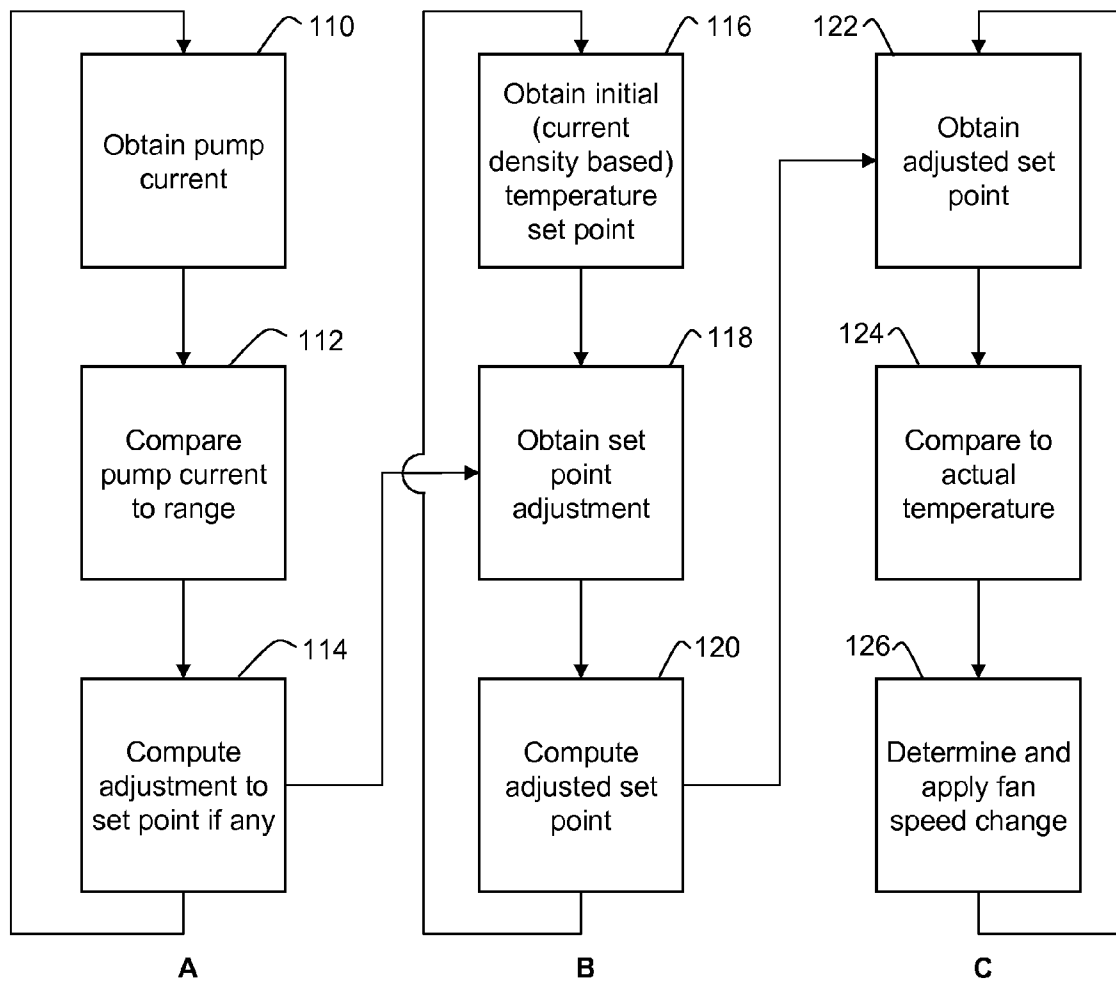 110
Obtain pump
current
112
Compare
pump current
to range
114
Compute
adjustment to
set point if any
A
116
Obtain initial
(current
density based)
temperature
set point
118
Obtain set
point
adjustment
120
Compute
adjusted set
point
B
122
Obtain
adjusted set
point
124
Compare to
actual
temperature
126
Determine and
apply fan
speed change
C